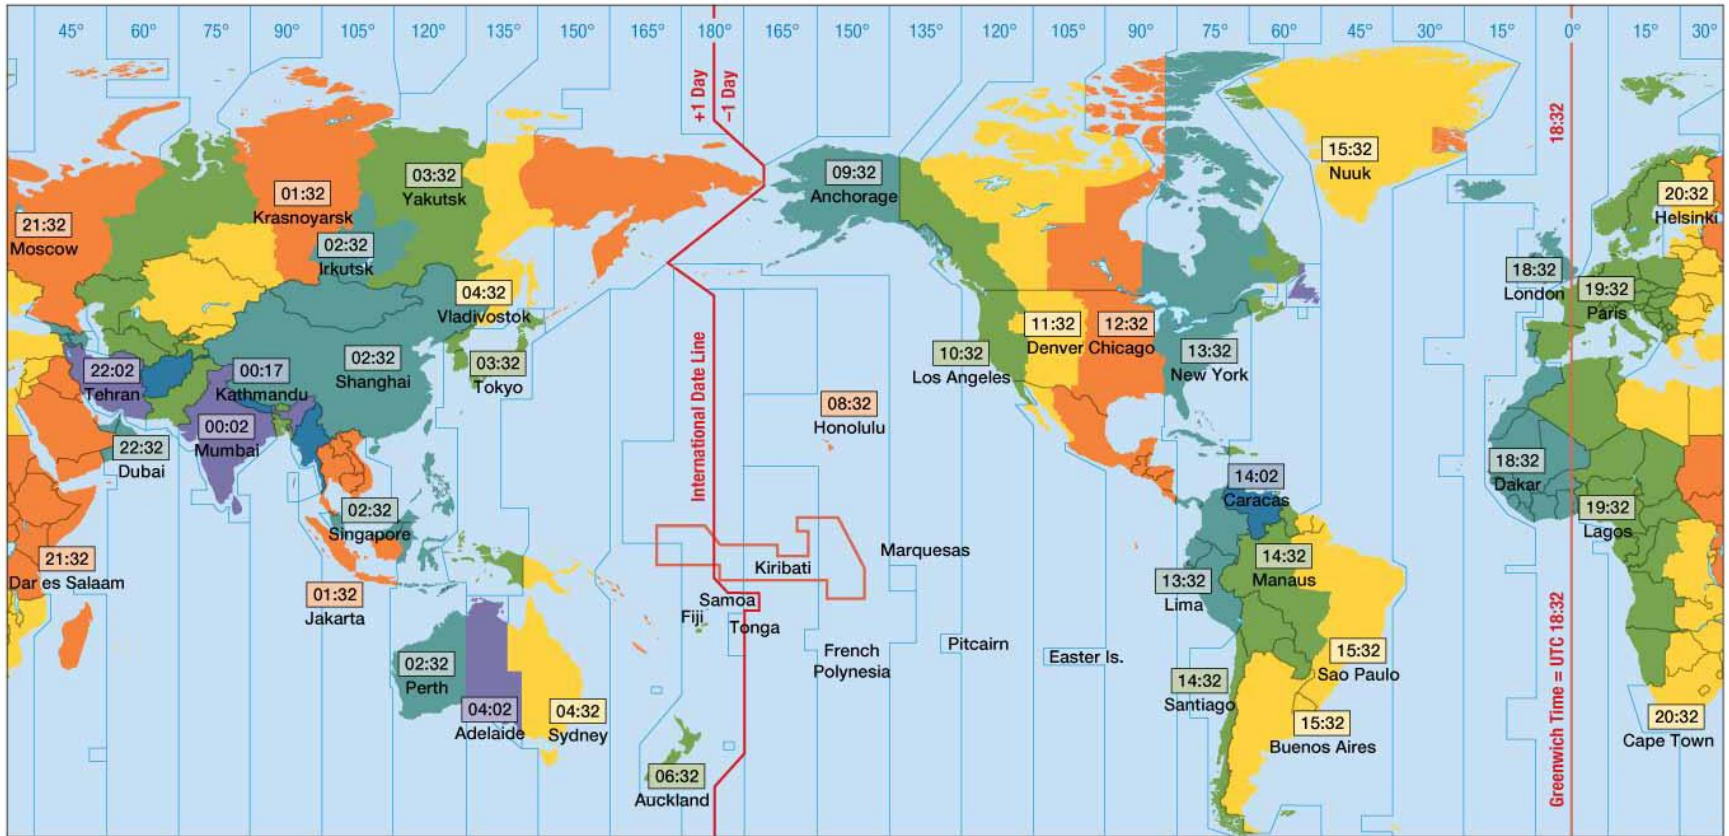 45° 60° 75° 90° 105° 120° 150° 165° 180° 165° 150° 135° 120° 105° 90° 75° 60° 45° 30° 15° 0° 15° 30°
+1 Day
−1 Day
International Date Line
18:32
Greenwich Time = UTC 18:32
21:32
Moscow
01:32
Krasnoyarsk
03:32
Yakutsk
02:32
Irkutsk
04:32
Vladivostok
22:02
Tehran
00:17
Kathmandu
02:32
Shanghai
03:32
Tokyo
00:02
Mumbai
22:32
Dubai
02:32
Singapore
21:32
Dar es Salaam
01:32
Jakarta
02:32
Perth
04:02
Adelaide
04:32
Sydney
06:32
Auckland
09:32
Anchorage
08:32
Honolulu
Kiribati
Marquesas
Samoa
Fiji
Tonga
French
Polynesia
Pitcairn
Easter Is.
10:32
Los Angeles
11:32
Denver
12:32
Chicago
13:32
New York
15:32
Nuuk
14:02
Caracas
14:32
Manaus
13:32
Lima
15:32
Sao Paulo
14:32
Santiago
15:32
Buenos Aires
20:32
Helsinki
18:32
London
19:32
Paris
18:32
Dakar
19:32
Lagos
20:32
Cape Town